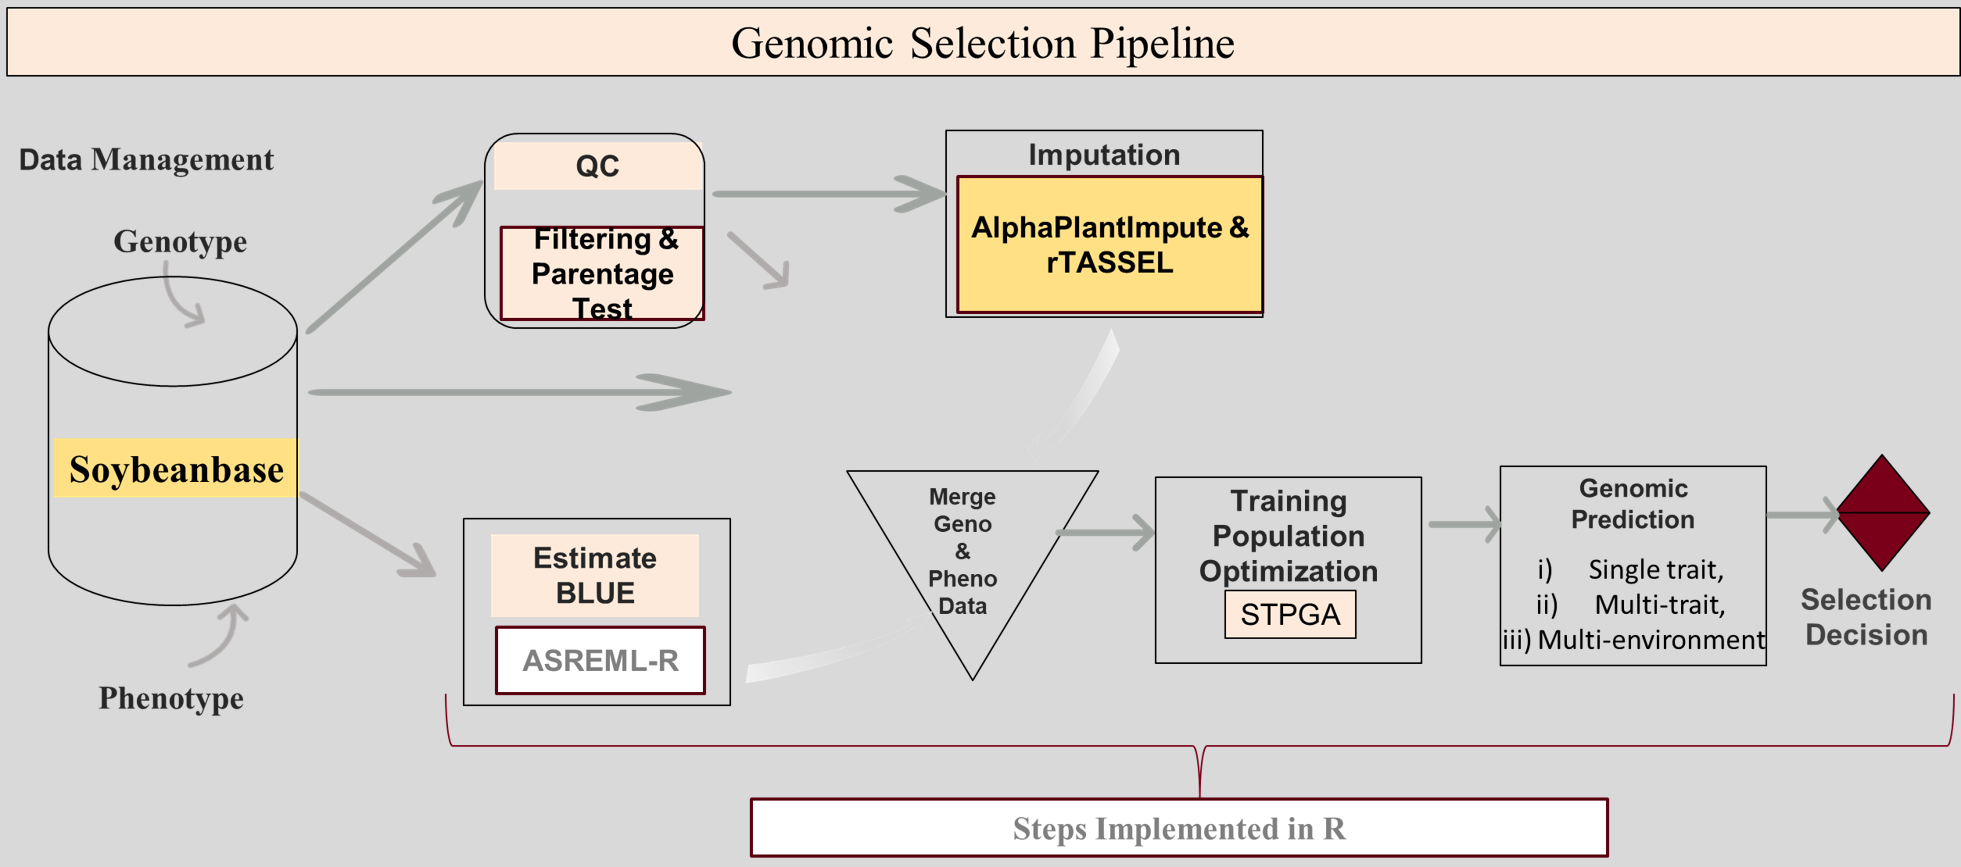 Genomic Selection Pipeline
Data Management
Genotype
Soybeanbase
Phenotype
QC
Filtering &
Parentage
Test
Imputation
AlphaPlantImpute &
rTASSEL
Estimate
BLUE
ASREML-R
Merge
Geno
&
Pheno
Data
Training
Population
Optimization
STPGA
Genomic
Prediction
i) Single trait,
ii) Multi-trait,
iii) Multi-environment
Selection
Decision
Steps Implemented in R